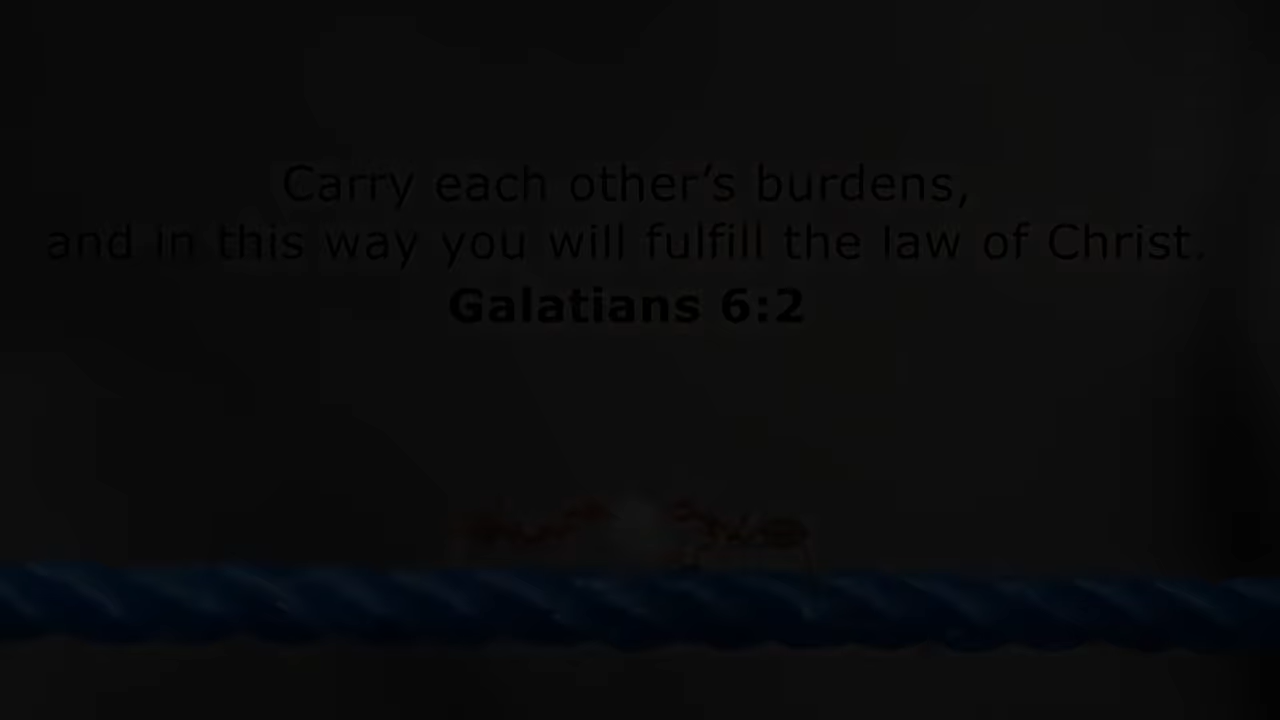 Carry each other’s burdens,
and in this way you will fulfill the law of Christ.
Galatians 6:2